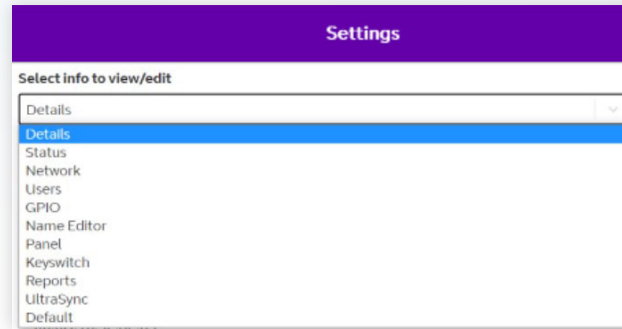 Settings
Select info to view/edit
Details
Details
Status
Network
Users
GPIO
Name Editor
Panel
Keyswitch
Reports
UltraSync
Default